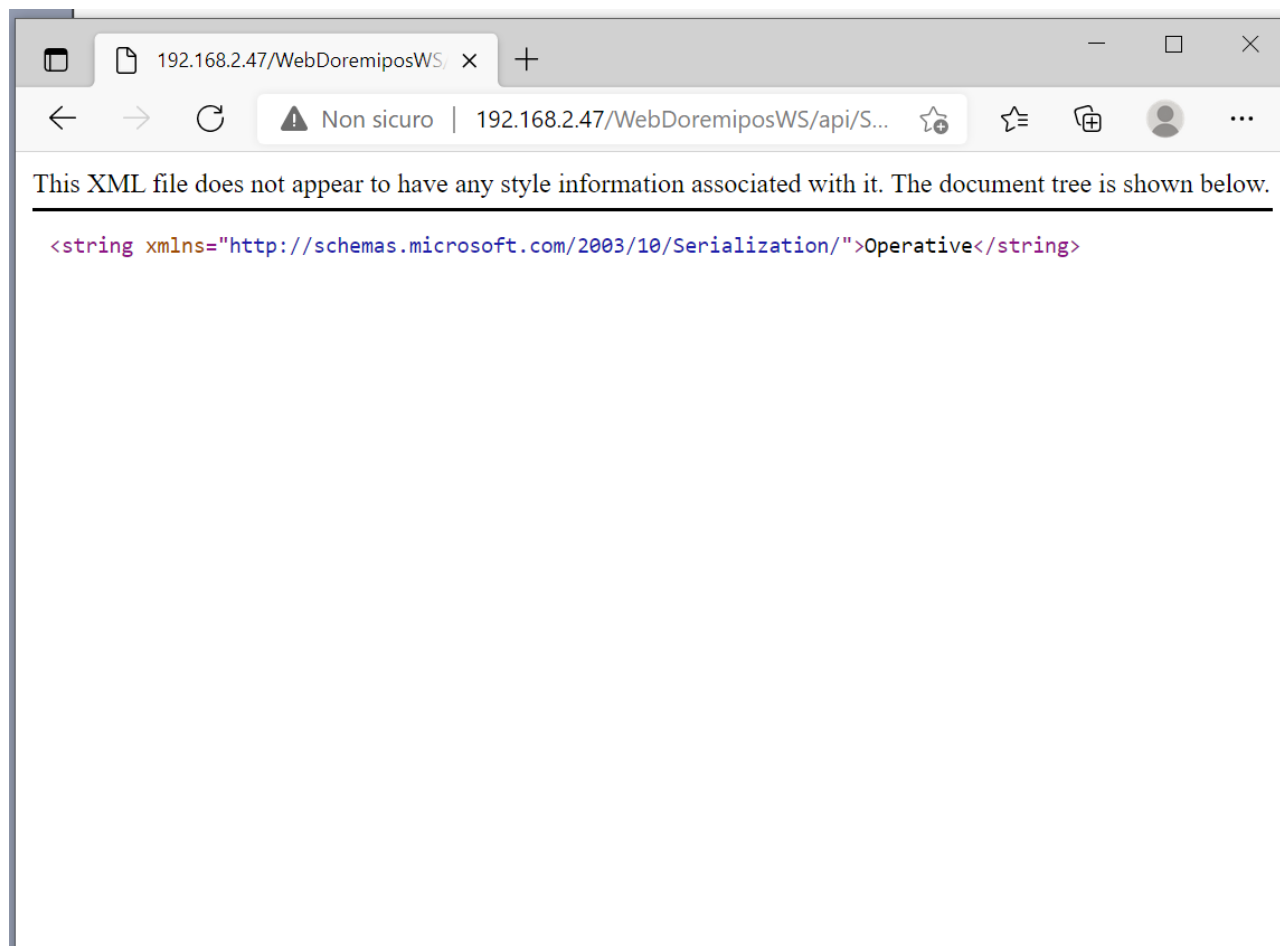 192.168.2.47/WebDoremiposWS/
Non sicuro | 192.168.2.47/WebDoremiposWS/api/S...
This XML file does not appear to have any style information associated with it. The document tree is shown below.
<string xmlns="http://schemas.microsoft.com/2003/10/Serialization/">Operative</string>